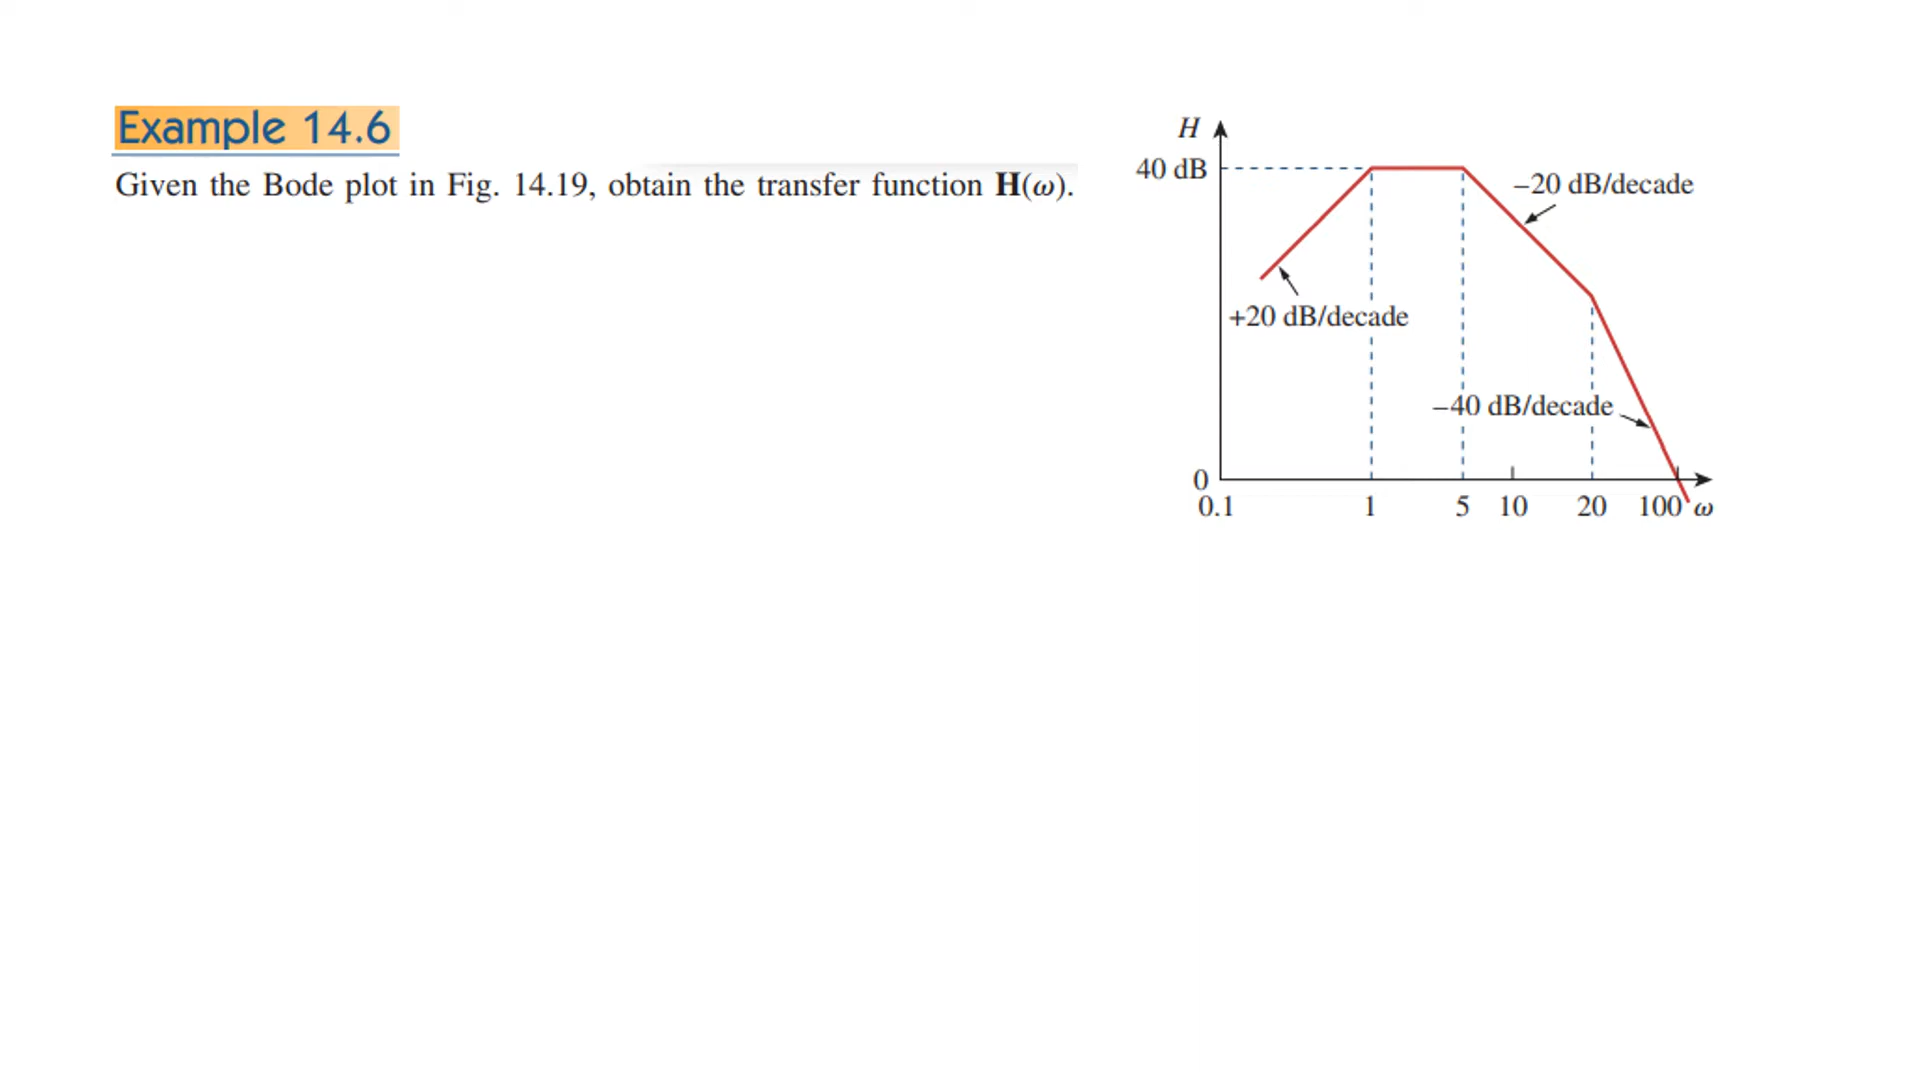 Example 14.6
Given the Bode plot in Fig. 14.19, obtain the transfer function H(ω).
H
40 dB
−20 dB/decade
+20 dB/decade
−40 dB/decade
0
0.1 1 5 10 20 100 ω